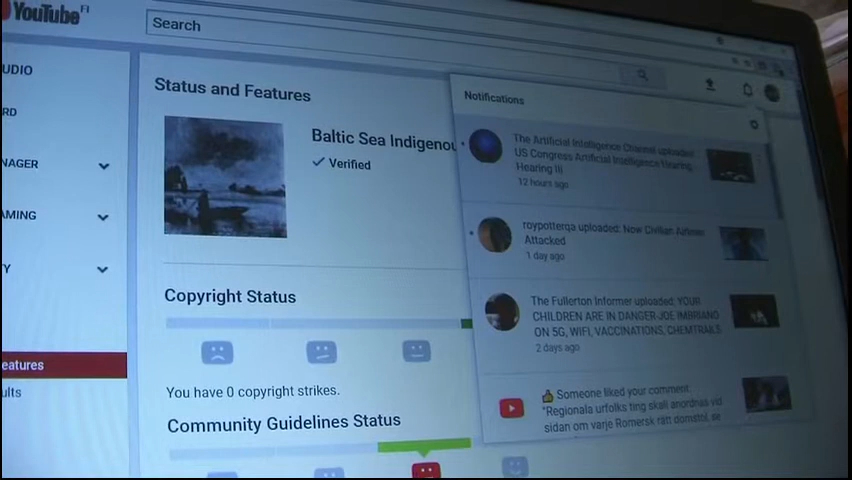 YouTube FI
Search
UDIO
RD
NAGER
AMING
TY
eatures
ults
Status and Features
Baltic Sea Indigenou
Verified
Copyright Status
You have 0 copyright strikes.
Community Guidelines Status
Notifications
The Artificial Intelligence Channel uploaded:
US Congress Artificial Intelligence Hearing
Hearing III
12 hours ago
roypotterqa uploaded: Now Civilian Airlines
Attacked
1 day ago
The Fullerton Informer uploaded: YOUR
CHILDREN ARE IN DANGER-JOE IMBRIANO
ON 5G, WIFI, VACCINATIONS, CHEMTRAILS
2 days ago
Someone liked your comment:
"Regionala urfolks ting skall anordnas vid
sidan om varje Romersk rätt domstol, se